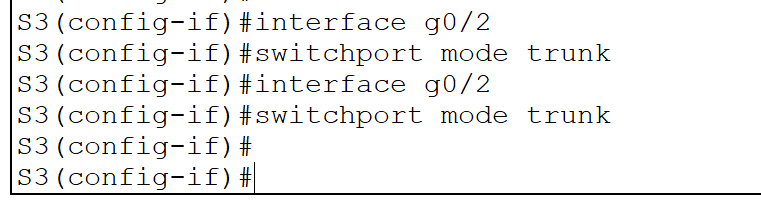 S3(config-if)#interface g0/2
S3(config-if)#switchport mode trunk
S3(config-if)#interface g0/2
S3(config-if)#switchport mode trunk
S3(config-if)#
S3(config-if)#